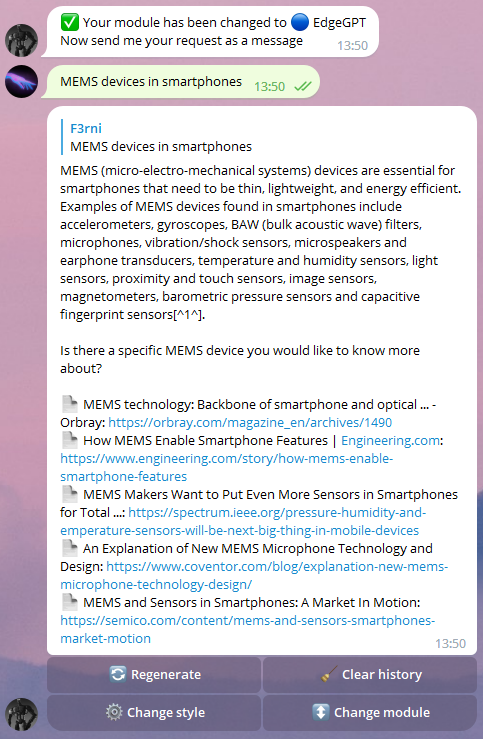 ✅ Your module has been changed to 🔵 EdgeGPT
Now send me your request as a message
13:50
MEMS devices in smartphones
13:50
F3rni
MEMS devices in smartphones
MEMS (micro-electro-mechanical systems) devices are essential for
smartphones that need to be thin, lightweight, and energy efficient.
Examples of MEMS devices found in smartphones include
accelerometers, gyroscopes, BAW (bulk acoustic wave) filters,
microphones, vibration/shock sensors, microspeakers and
earphone transducers, temperature and humidity sensors, light
sensors, proximity and touch sensors, image sensors,
magnetometers, barometric pressure sensors and capacitive
fingerprint sensors[^1^].
Is there a specific MEMS device you would like to know more
about?
MEMS technology: Backbone of smartphone and optical ... -
Orbray: https://orbray.com/magazine_en/archives/1490
How MEMS Enable Smartphone Features | Engineering.com:
https://www.engineering.com/story/how-mems-enable-
smartphone-features
MEMS Makers Want to Put Even More Sensors in Smartphones
for Total ...: https://spectrum.ieee.org/pressure-humidity-and-
emperature-sensors-will-be-next-big-thing-in-mobile-devices
An Explanation of New MEMS Microphone Technology and
Design: https://www.coventor.com/blog/explanation-new-mems-
microphone-technology-design/
MEMS and Sensors in Smartphones: A Market In Motion:
https://semico.com/content/mems-and-sensors-smartphones-
market-motion
13:50
Regenerate
Clear history
Change style
Change module